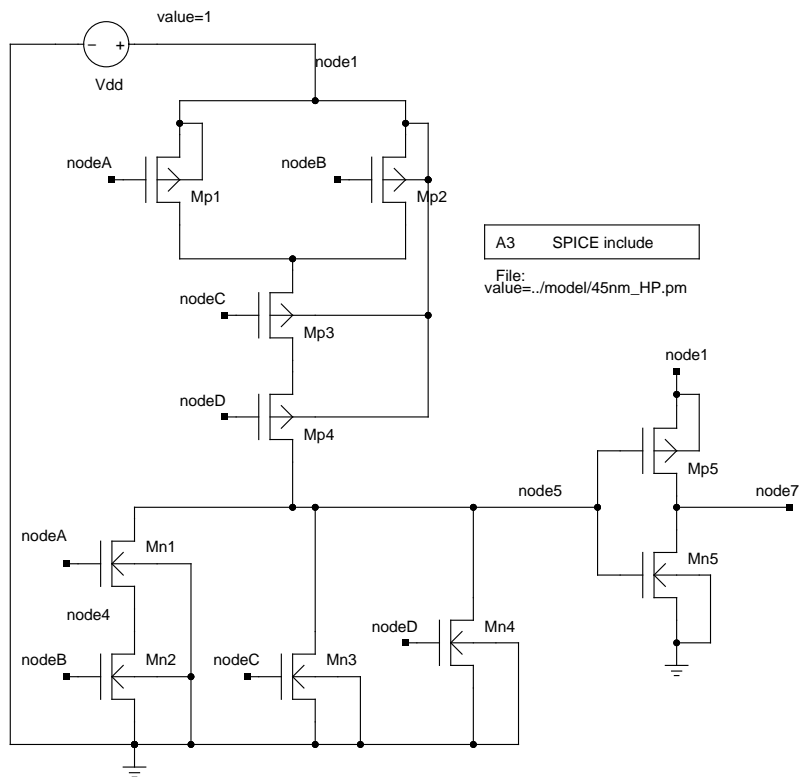 value=1
− +
Vdd
node1
nodeA
Mp1
nodeB
Mp2
A3 SPICE include
File:
value=../model/45nm_HP.pm
nodeC
Mp3
node1
nodeD
Mp4
Mp5
node5
node7
nodeA
Mn1
Mn5
node4
nodeD
Mn4
nodeB
Mn2
nodeC
Mn3